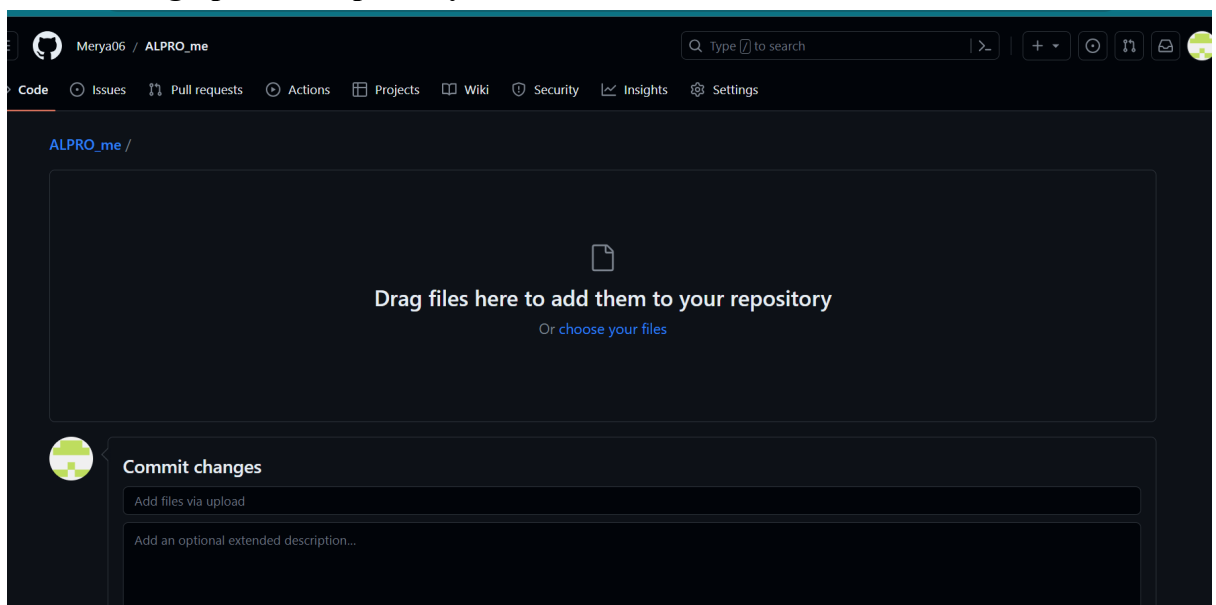 Merya06 / ALPRO_me
Type / to search
Code Issues Pull requests Actions Projects Wiki Security Insights Settings
ALPRO_me /
Drag files here to add them to your repository
Or choose your files
Commit changes
Add files via upload
Add an optional extended description...